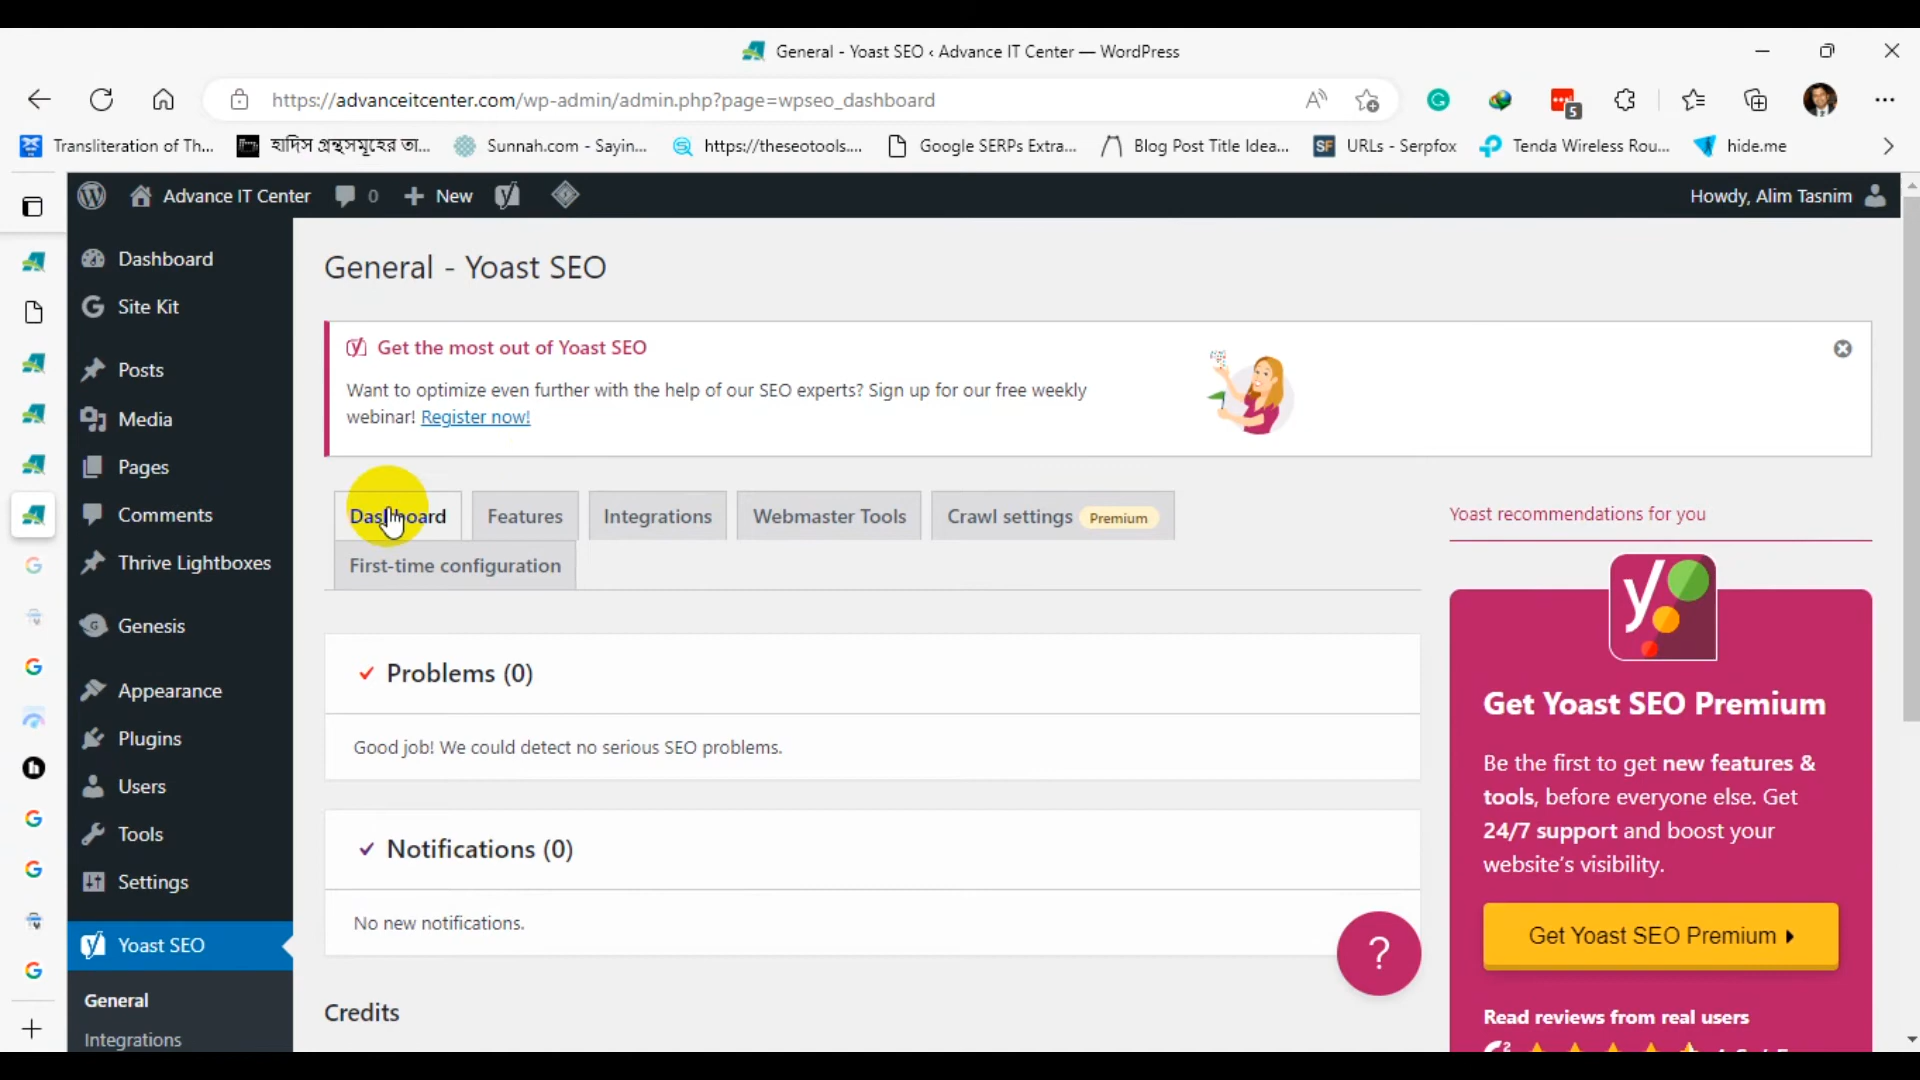 General - Yoast SEO ‹ Advance IT Center — WordPress
https://advanceitcenter.com/wp-admin/admin.php?page=wpseo_dashboard
5
Transliteration of Th...
হাদিস গ্রন্থসমূহের তা...
Sunnah.com - Sayin...
https://theseotools....
Google SERPs Extra...
Blog Post Title Idea...
SF URLs - Serpfox
Tenda Wireless Rou...
hide.me
Advance IT Center
0
New
Howdy, Alim Tasnim
Dashboard
Site Kit
Posts
Media
Pages
Comments
Thrive Lightboxes
Genesis
Appearance
Plugins
Users
Tools
Settings
Yoast SEO
General
Integrations
General - Yoast SEO
Get the most out of Yoast SEO
Want to optimize even further with the help of our SEO experts? Sign up for our free weekly
webinar! Register now!
Dashboard
Features
Integrations
Webmaster Tools
Crawl settings Premium
First-time configuration
Problems (0)
Good job! We could detect no serious SEO problems.
Notifications (0)
No new notifications.
?
Credits
Yoast recommendations for you
Get Yoast SEO Premium
Be the first to get new features &
tools, before everyone else. Get
24/7 support and boost your
website's visibility.
Get Yoast SEO Premium
Read reviews from real users